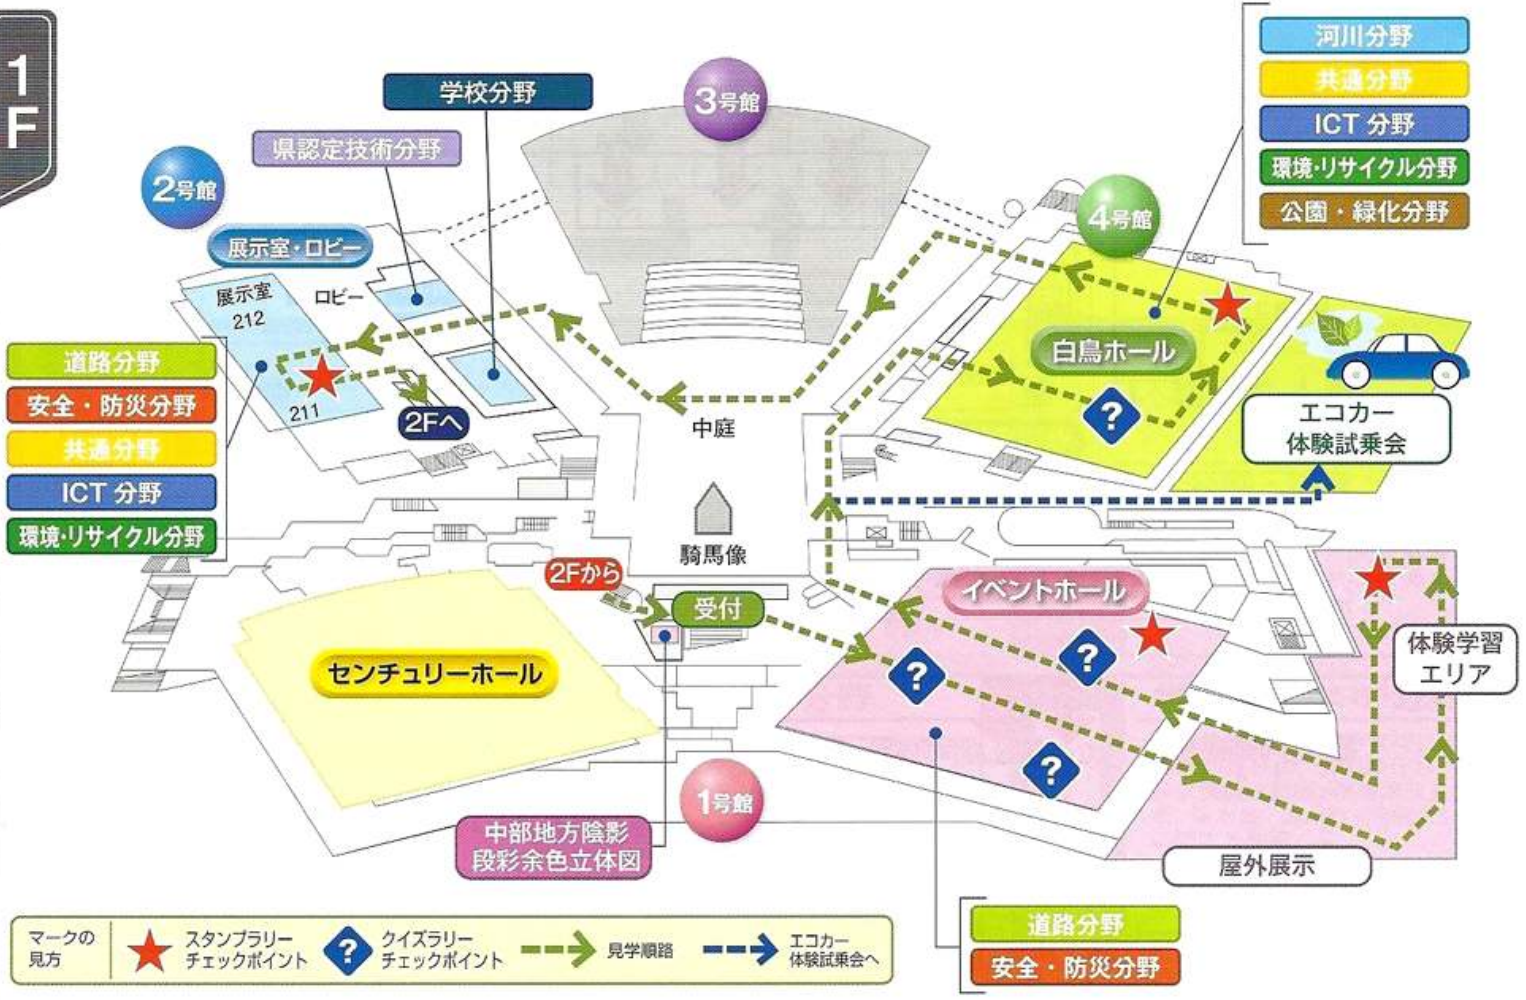 1
F
3号館
学校分野
県認定技術分野
2号館
展示室・ロビー
展示室
212
ロビー
211
2Fへ
道路分野
安全・防災分野
共通分野
ICT 分野
環境・リサイクル分野
河川分野
共通分野
ICT 分野
環境・リサイクル分野
公園・緑化分野
4号館
白鳥ホール
?
エコカー
体験試乗会
中庭
騎馬像
2Fから
受付
イベントホール
?
?
?
体験学習
エリア
センチュリーホール
1号館
中部地方陰影
段彩余色立体図
屋外展示
道路分野
安全・防災分野
マークの
見方
スタンプラリー
チェックポイント
?
クイズラリー
チェックポイント
見学順路
エコカー
体験試乗会へ